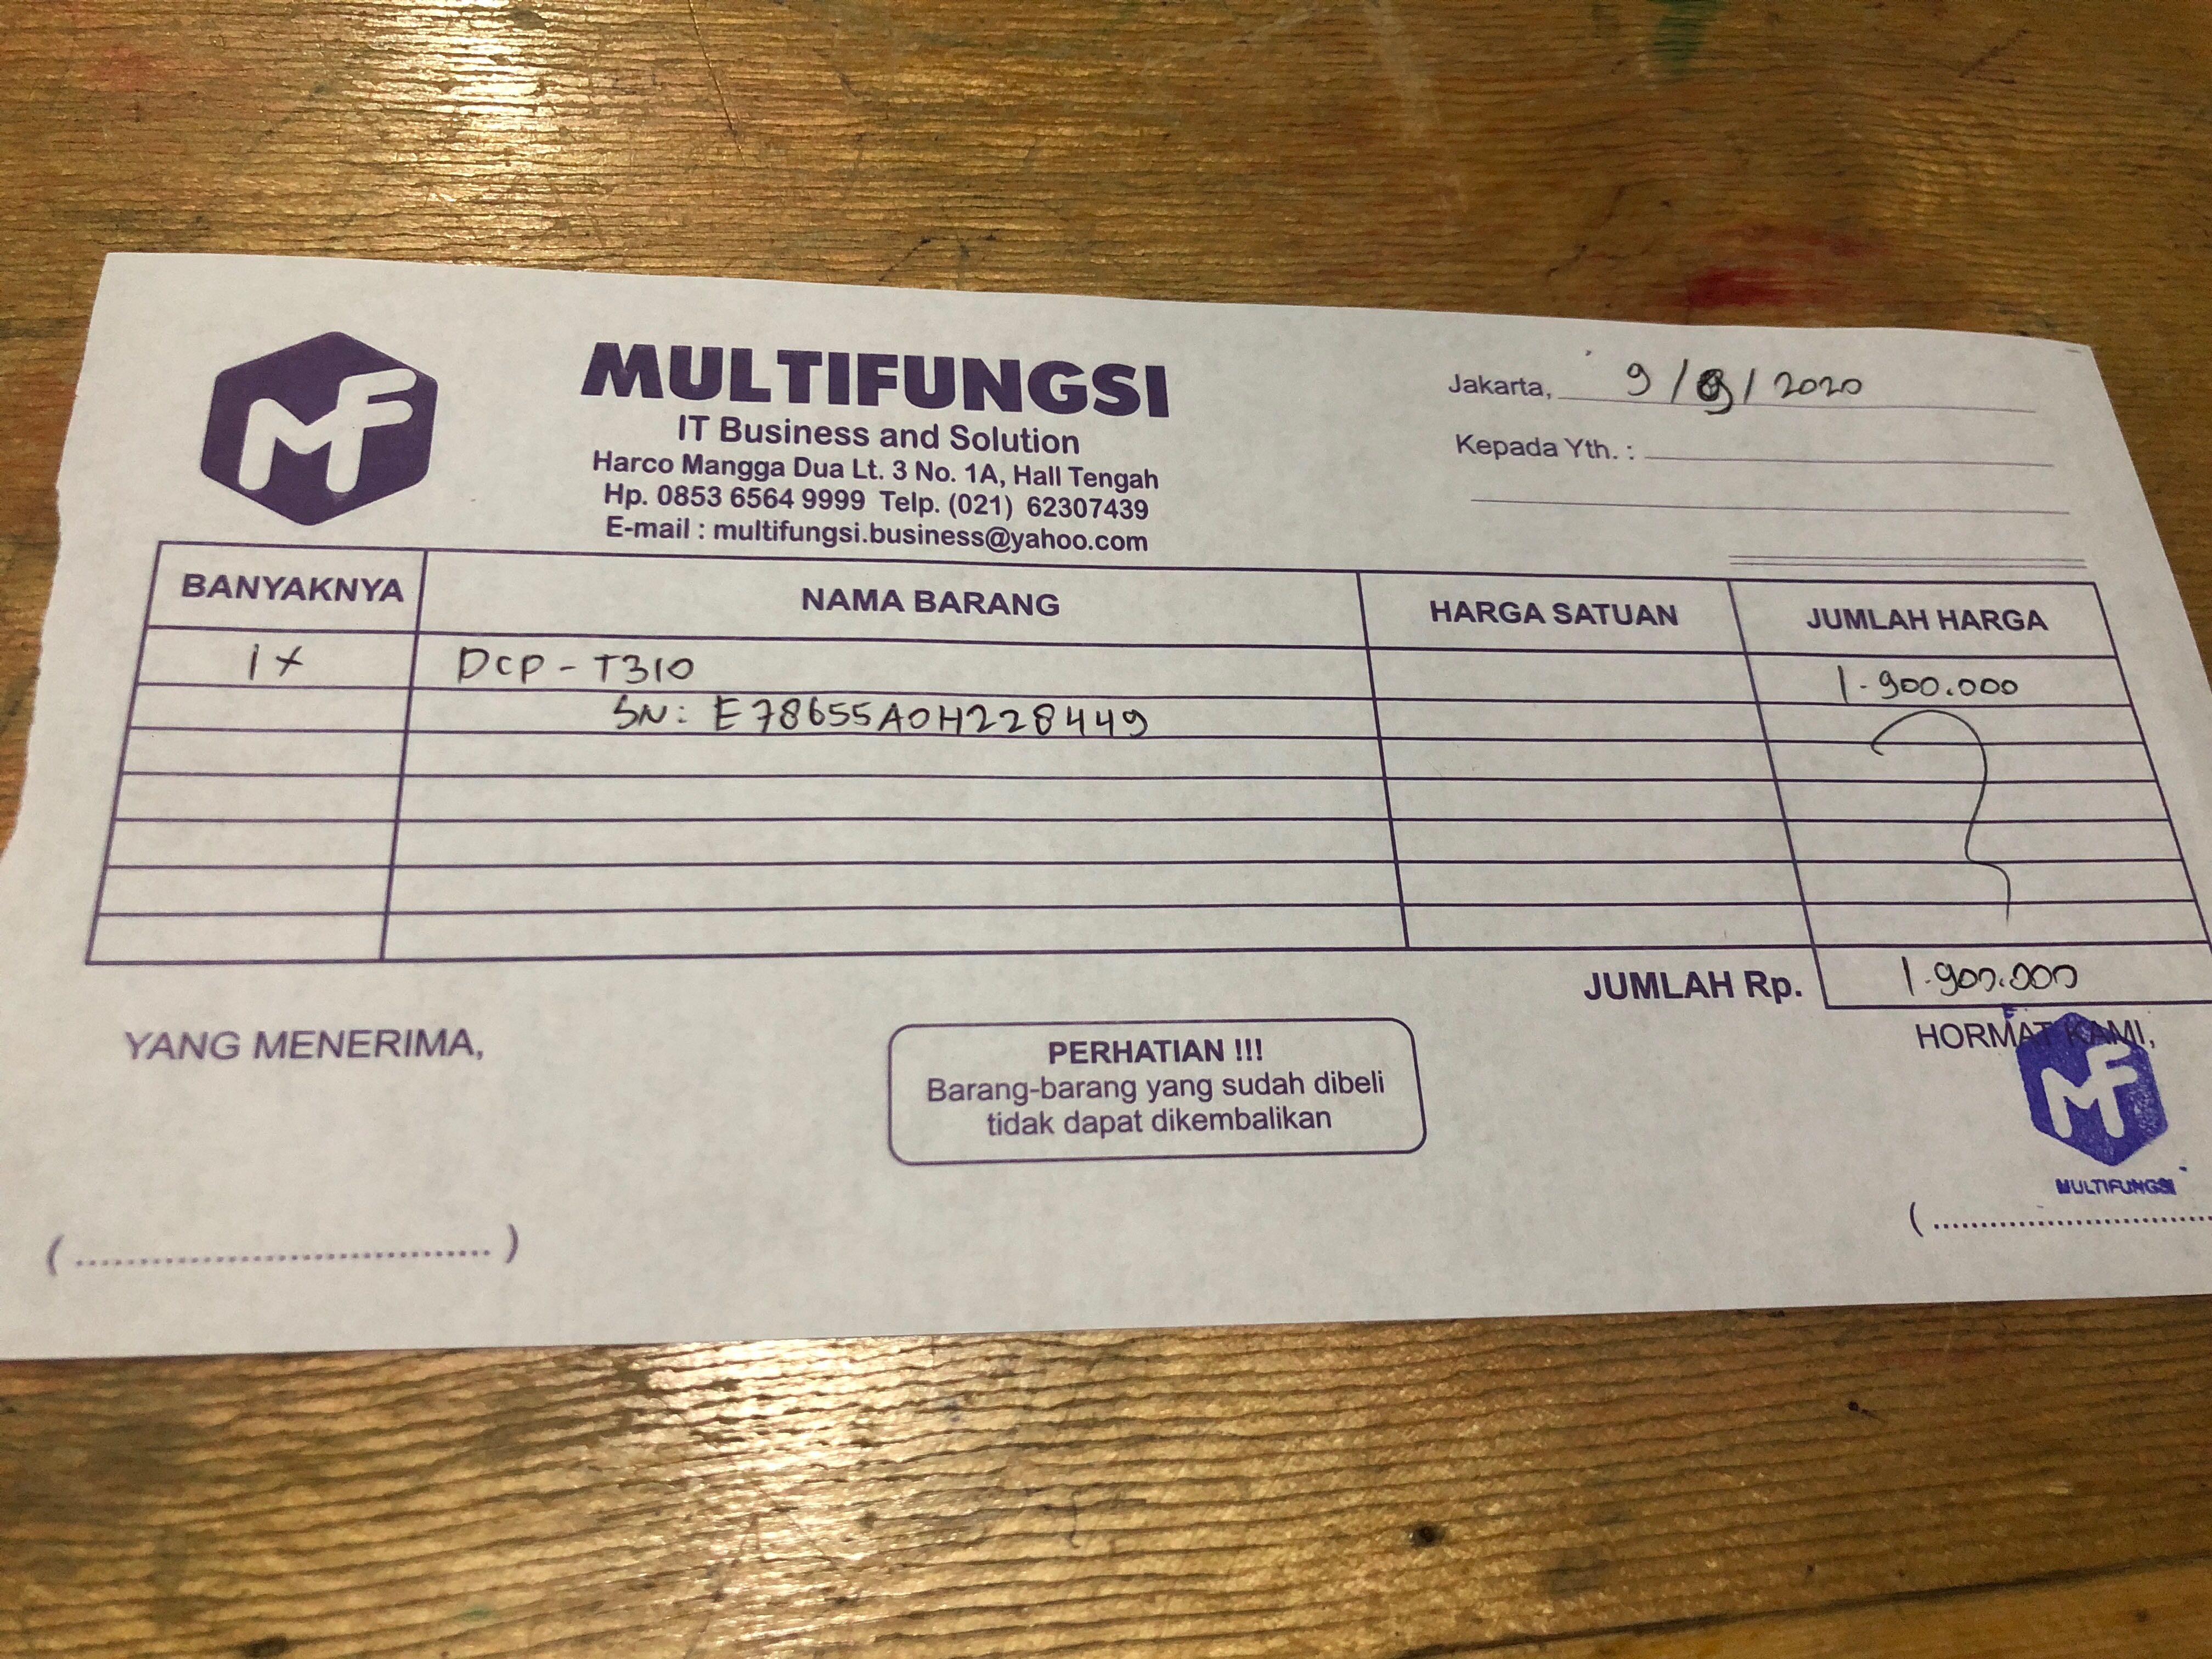 MF
MULTIFUNGSI
IT Business and Solution
Harco Mangga Dua Lt. 3 No. 1A, Hall Tengah
Hp. 0853 6564 9999 Telp. (021) 62307439
E-mail : multifungsi.business@yahoo.com
Jakarta, 9/9/2020
Kepada Yth. :
BANYAKNYA NAMA BARANG HARGA SATUAN JUMLAH HARGA
1x DCP - T310 1.900.000
SN: E78655A0H228449
JUMLAH Rp. 1.900.000
YANG MENERIMA,
PERHATIAN !!!
Barang-barang yang sudah dibeli
tidak dapat dikembalikan
HORMAT KAMI,
MF
MULTIFUNGSI
(....................................)
(....................................